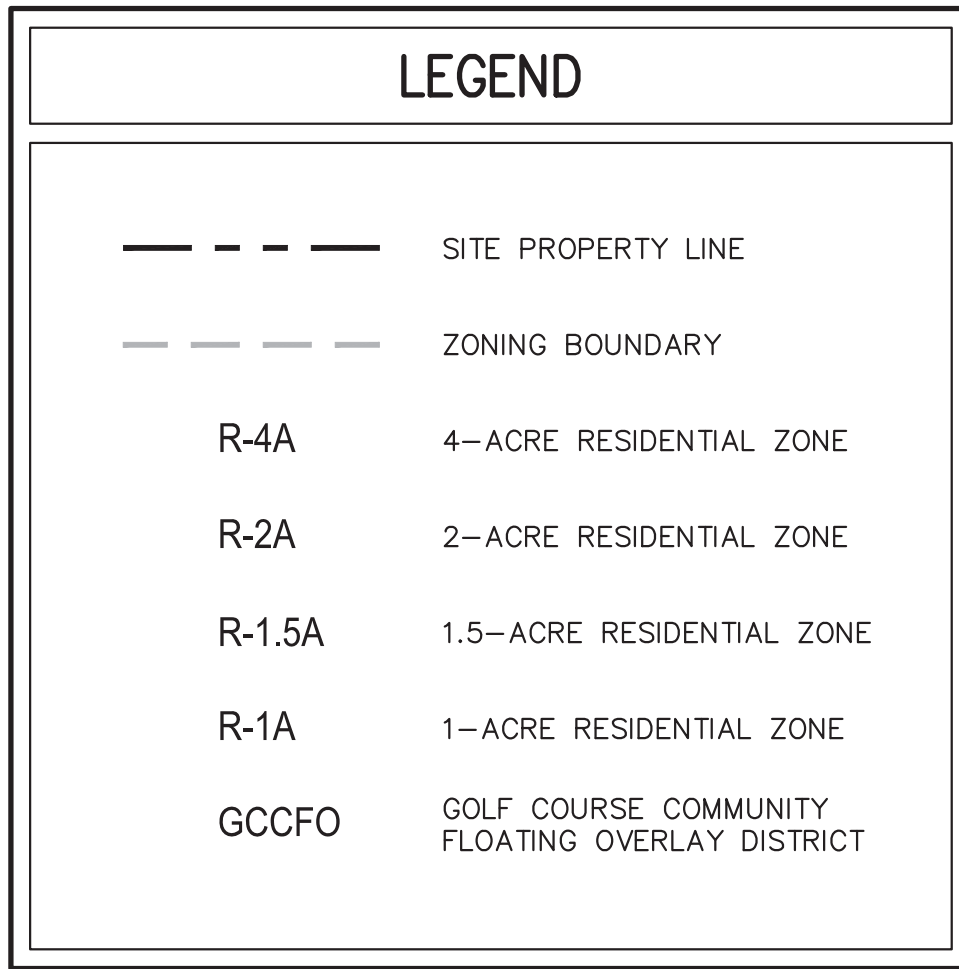 LEGEND
SITE PROPERTY LINE
ZONING BOUNDARY
R-4A 4-ACRE RESIDENTIAL ZONE
R-2A 2-ACRE RESIDENTIAL ZONE
R-1.5A 1.5-ACRE RESIDENTIAL ZONE
R-1A 1-ACRE RESIDENTIAL ZONE
GCCFO GOLF COURSE COMMUNITY
FLOATING OVERLAY DISTRICT